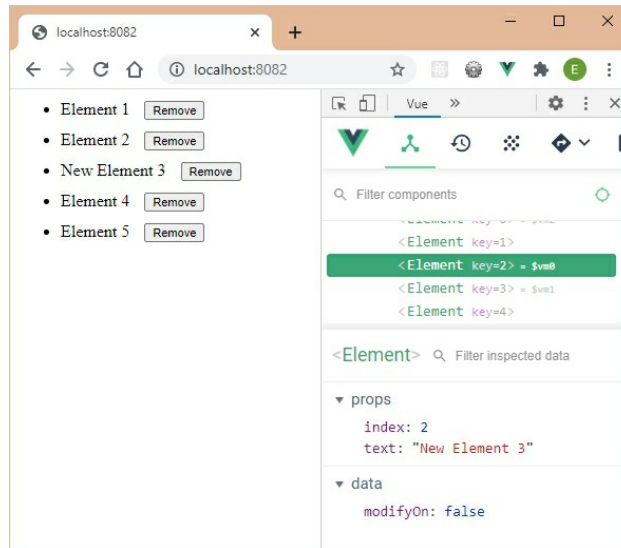 localhost:8082
localhost:8082
E
Element 1 Remove
Element 2 Remove
New Element 3 Remove
Element 4 Remove
Element 5 Remove
Vue
Filter components
<Element key=1>
<Element key=2> = $vm0
<Element key=3> = $vm1
<Element key=4>
<Element> Filter inspected data
props
index: 2
text: "New Element 3"
data
modifyOn: false